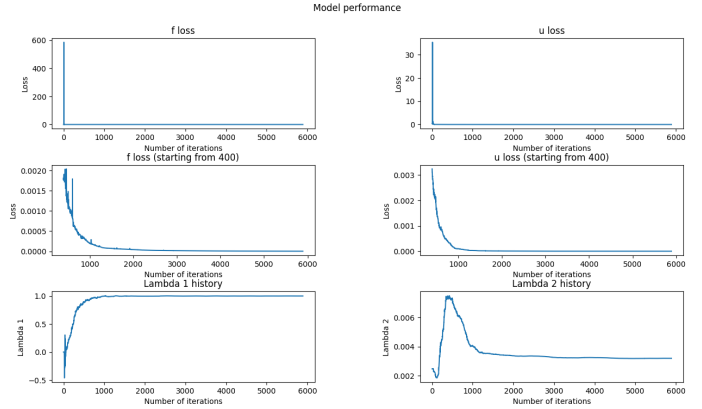 Model performance
f loss
Loss
600
400
200
0
0 1000 2000 3000 4000 5000 6000
Number of iterations
u loss
Loss
30
20
10
0
0 1000 2000 3000 4000 5000 6000
Number of iterations
f loss (starting from 400)
Loss
0.0020
0.0015
0.0010
0.0005
0.0000
1000 2000 3000 4000 5000 6000
Number of iterations
u loss (starting from 400)
Loss
0.003
0.002
0.001
0.000
1000 2000 3000 4000 5000 6000
Number of iterations
Lambda 1 history
Lambda 1
1.0
0.5
0.0
−0.5
0 1000 2000 3000 4000 5000 6000
Number of iterations
Lambda 2 history
Lambda 2
0.006
0.004
0.002
0 1000 2000 3000 4000 5000 6000
Number of iterations